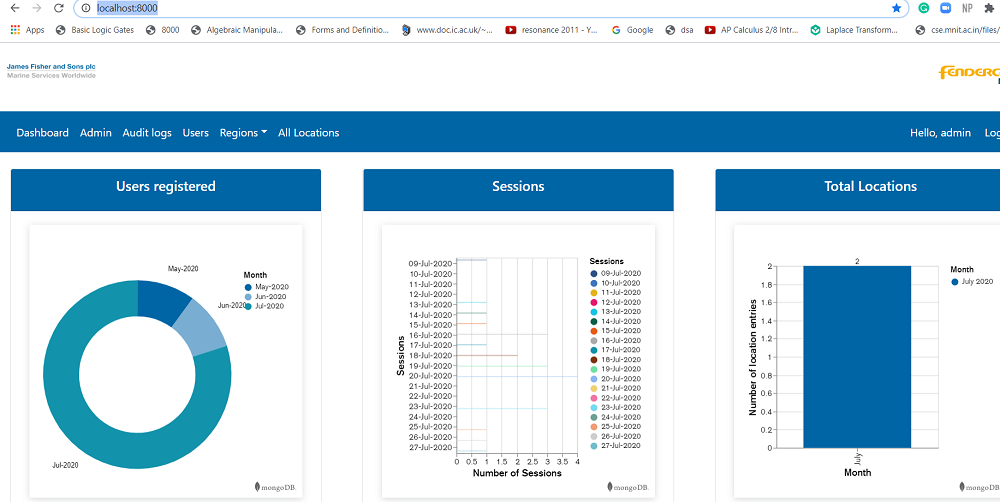 localhost:8000
NP
Apps Basic Logic Gates 8000 Algebraic Manipula... Forms and Definitio... www.doc.ic.ac.uk/~... resonance 2011 - Y... Google dsa AP Calculus 2/8 Intr... Laplace Transform... cse.mnit.ac.in/files/
James Fisher and Sons plc
Marine Services Worldwide
Dashboard Admin Audit logs Users Regions All Locations Hello, admin
Users registered
May-2020
Jun-2020
Jul-2020
Month
May-2020
Jun-2020
Jul-2020
mongoDB.
Sessions
Sessions
09-Jul-2020
10-Jul-2020
11-Jul-2020
12-Jul-2020
13-Jul-2020
14-Jul-2020
15-Jul-2020
16-Jul-2020
17-Jul-2020
18-Jul-2020
19-Jul-2020
20-Jul-2020
21-Jul-2020
22-Jul-2020
23-Jul-2020
24-Jul-2020
25-Jul-2020
26-Jul-2020
27-Jul-2020
0 0.5 1 1.5 2 2.5 3 3.5 4
Number of Sessions
Sessions
09-Jul-2020
10-Jul-2020
11-Jul-2020
12-Jul-2020
13-Jul-2020
14-Jul-2020
15-Jul-2020
16-Jul-2020
17-Jul-2020
18-Jul-2020
19-Jul-2020
20-Jul-2020
21-Jul-2020
22-Jul-2020
23-Jul-2020
24-Jul-2020
25-Jul-2020
26-Jul-2020
27-Jul-2020
mongoDB.
Total Locations
Number of location entries
2
2
1.8
1.6
1.4
1.2
1
0.8
0.6
0.4
0.2
0
July-
Month
Month
July 2020
mongoDB.